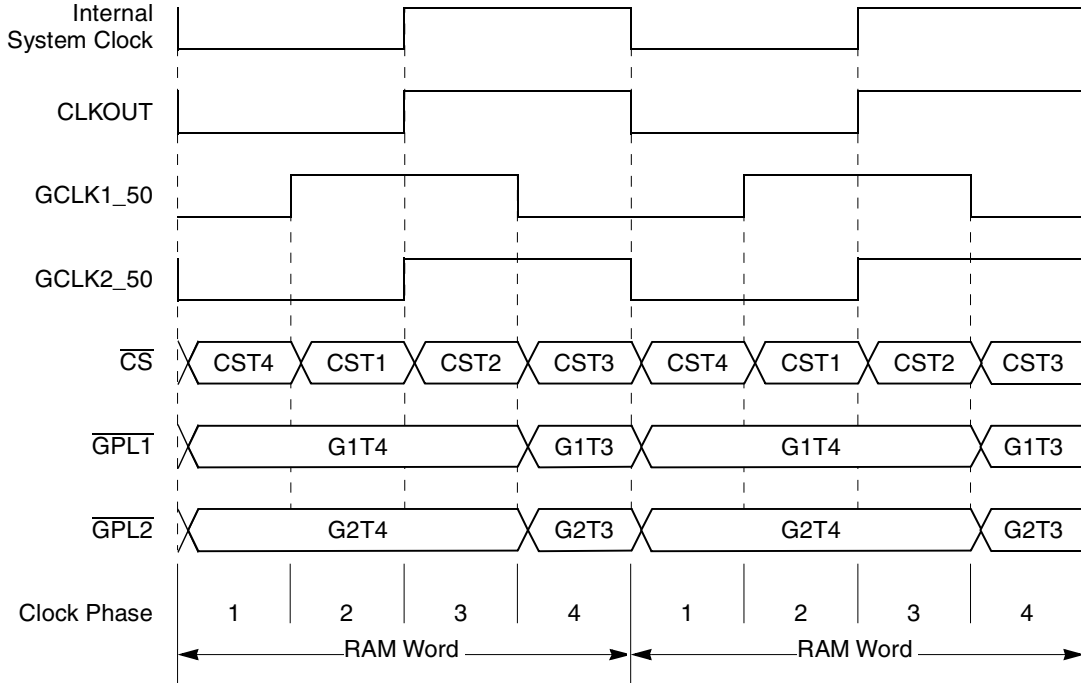 Internal
System Clock
CLKOUT
GCLK1_50
GCLK2_50
CS CST4 CST1 CST2 CST3 CST4 CST1 CST2 CST3
GPL1 G1T4 G1T3 G1T4 G1T3
GPL2 G2T4 G2T3 G2T4 G2T3
Clock Phase 1 2 3 4 1 2 3 4
RAM Word RAM Word